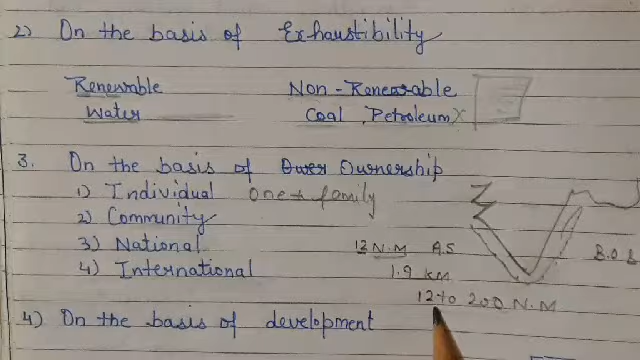 2) On the basis of Exhaustibility
Renewable Non-Renewable
Water Coal, Petroleum X
3. On the basis of Ower Ownership
1) Individual One family
2) Community
3) National 12 N.M A.S
4) International 1.9 KM
B.O.B
12 to 200 N.M
4) On the basis of development